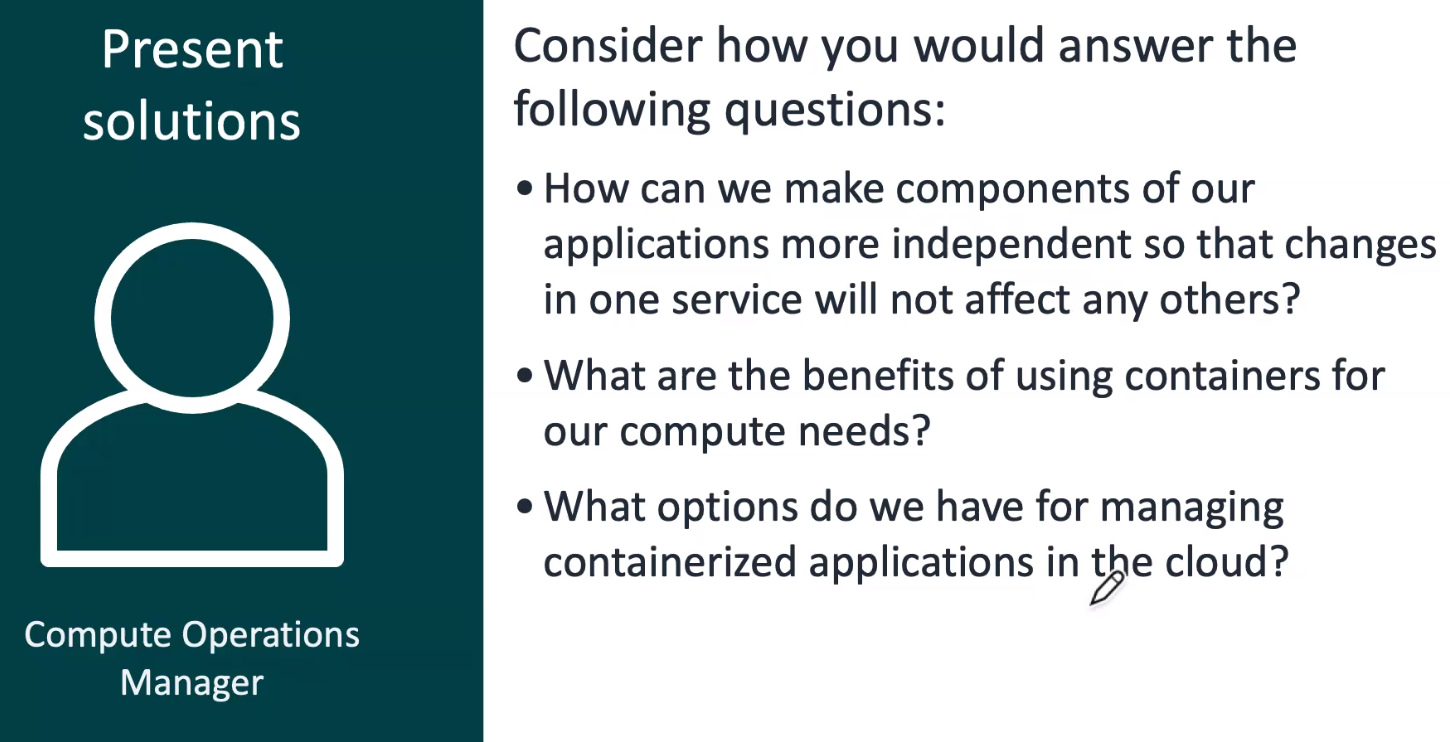 Present
solutions
Compute Operations
Manager
Consider how you would answer the
following questions:
• How can we make components of our
applications more independent so that changes
in one service will not affect any others?
• What are the benefits of using containers for
our compute needs?
• What options do we have for managing
containerized applications in the cloud?